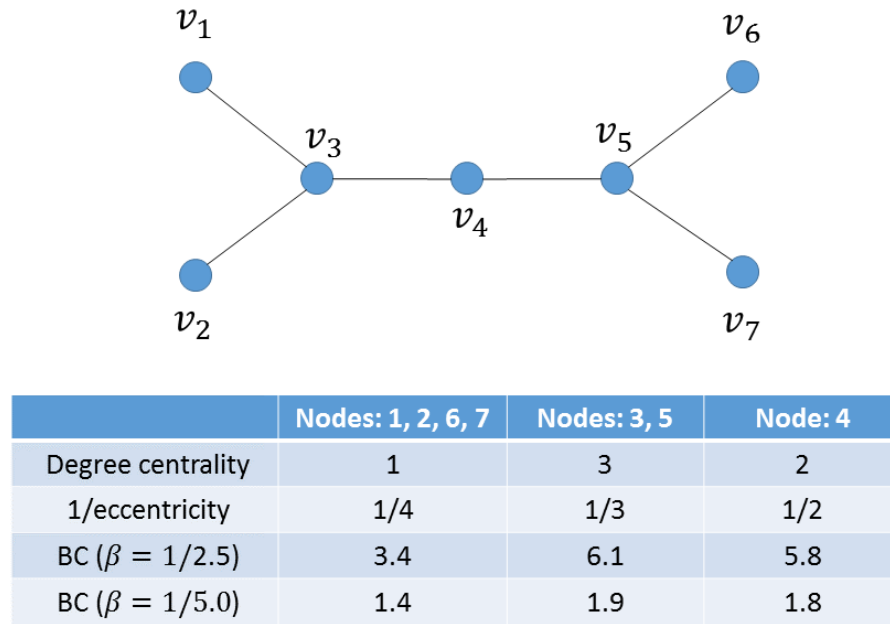 v₁ v₆
v₃ v₅
v₄
v₂ v₇
Nodes: 1, 2, 6, 7 Nodes: 3, 5 Node: 4
Degree centrality 1 3 2
1/eccentricity 1/4 1/3 1/2
BC (β = 1/2.5) 3.4 6.1 5.8
BC (β = 1/5.0) 1.4 1.9 1.8